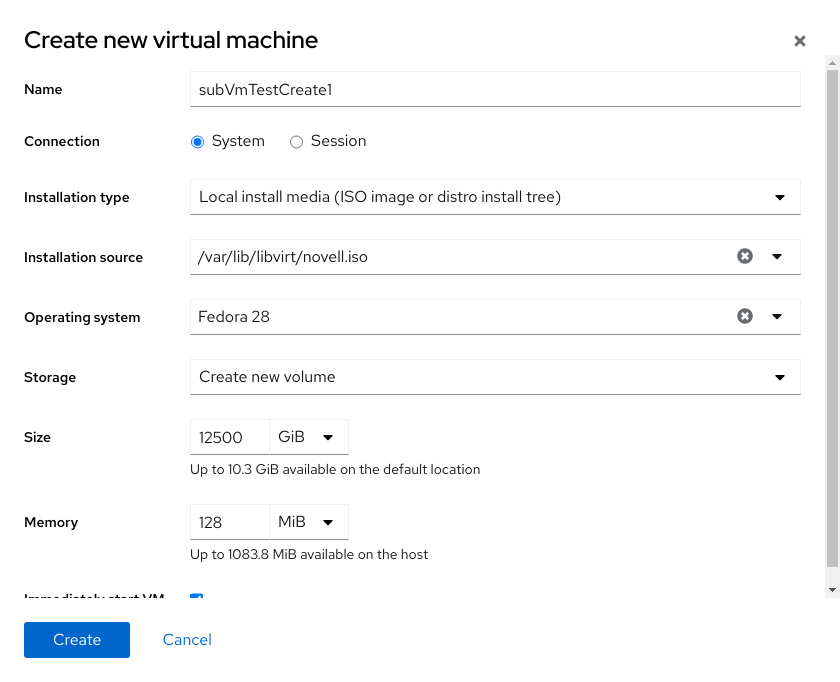 Create new virtual machine
Name subVmTestCreate1
Connection System Session
Installation type Local install media (ISO image or distro install tree)
Installation source /var/lib/libvirt/novell.iso
Operating system Fedora 28
Storage Create new volume
Size 12500 GiB
Up to 10.3 GiB available on the default location
Memory 128 MiB
Up to 1083.8 MiB available on the host
Immediately start VM
Create Cancel